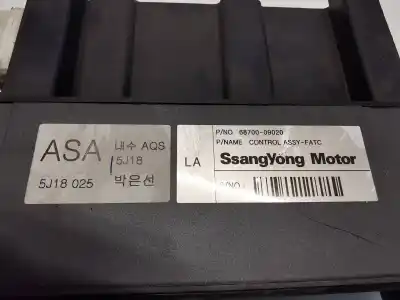 ASA
내수 AQS
5J18
5J18 025
박은선
LA
P/NO 68700-09020
P/NAME CONTROL ASSY-FATC
SsangYong Motor